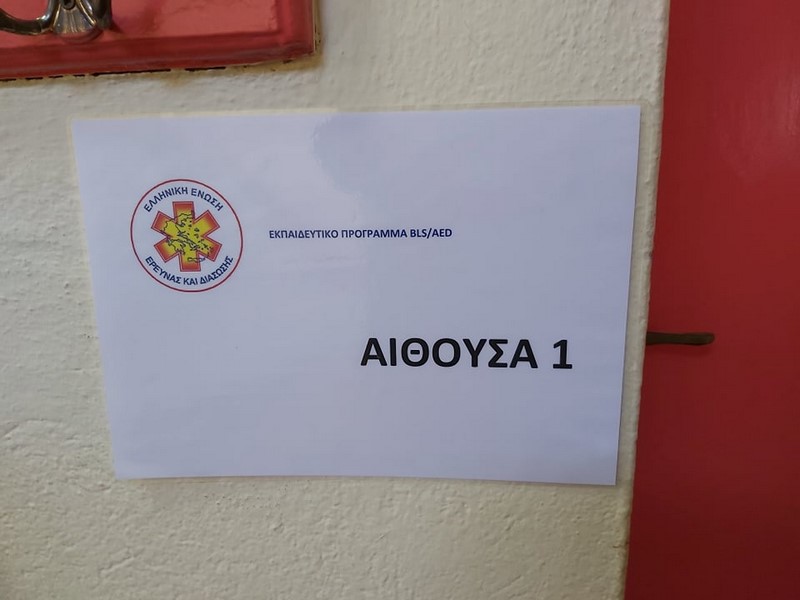 ΕΛΛΗΝΙΚΗ ΕΝΩΣΗ
ΕΡΕΥΝΑΣ ΚΑΙ ΔΙΑΣΩΣΗΣ
ΕΚΠΑΙΔΕΥΤΙΚΟ ΠΡΟΓΡΑΜΜΑ BLS/AED
ΑΙΘΟΥΣΑ 1